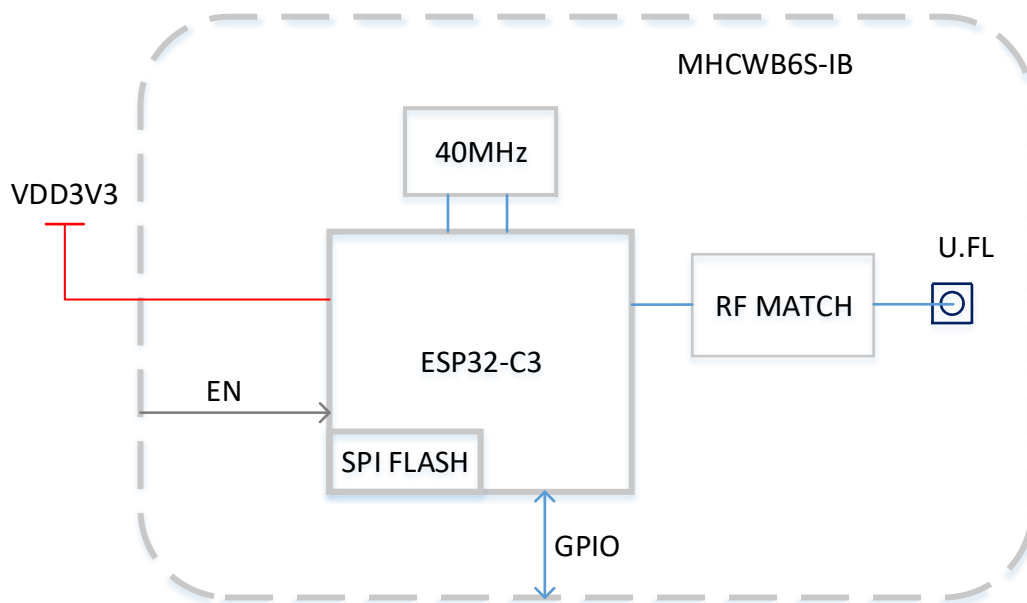 MHCWB6S-IB
40MHz
VDD3V3
U.FL
RF MATCH
ESP32-C3
EN
SPI FLASH
GPIO